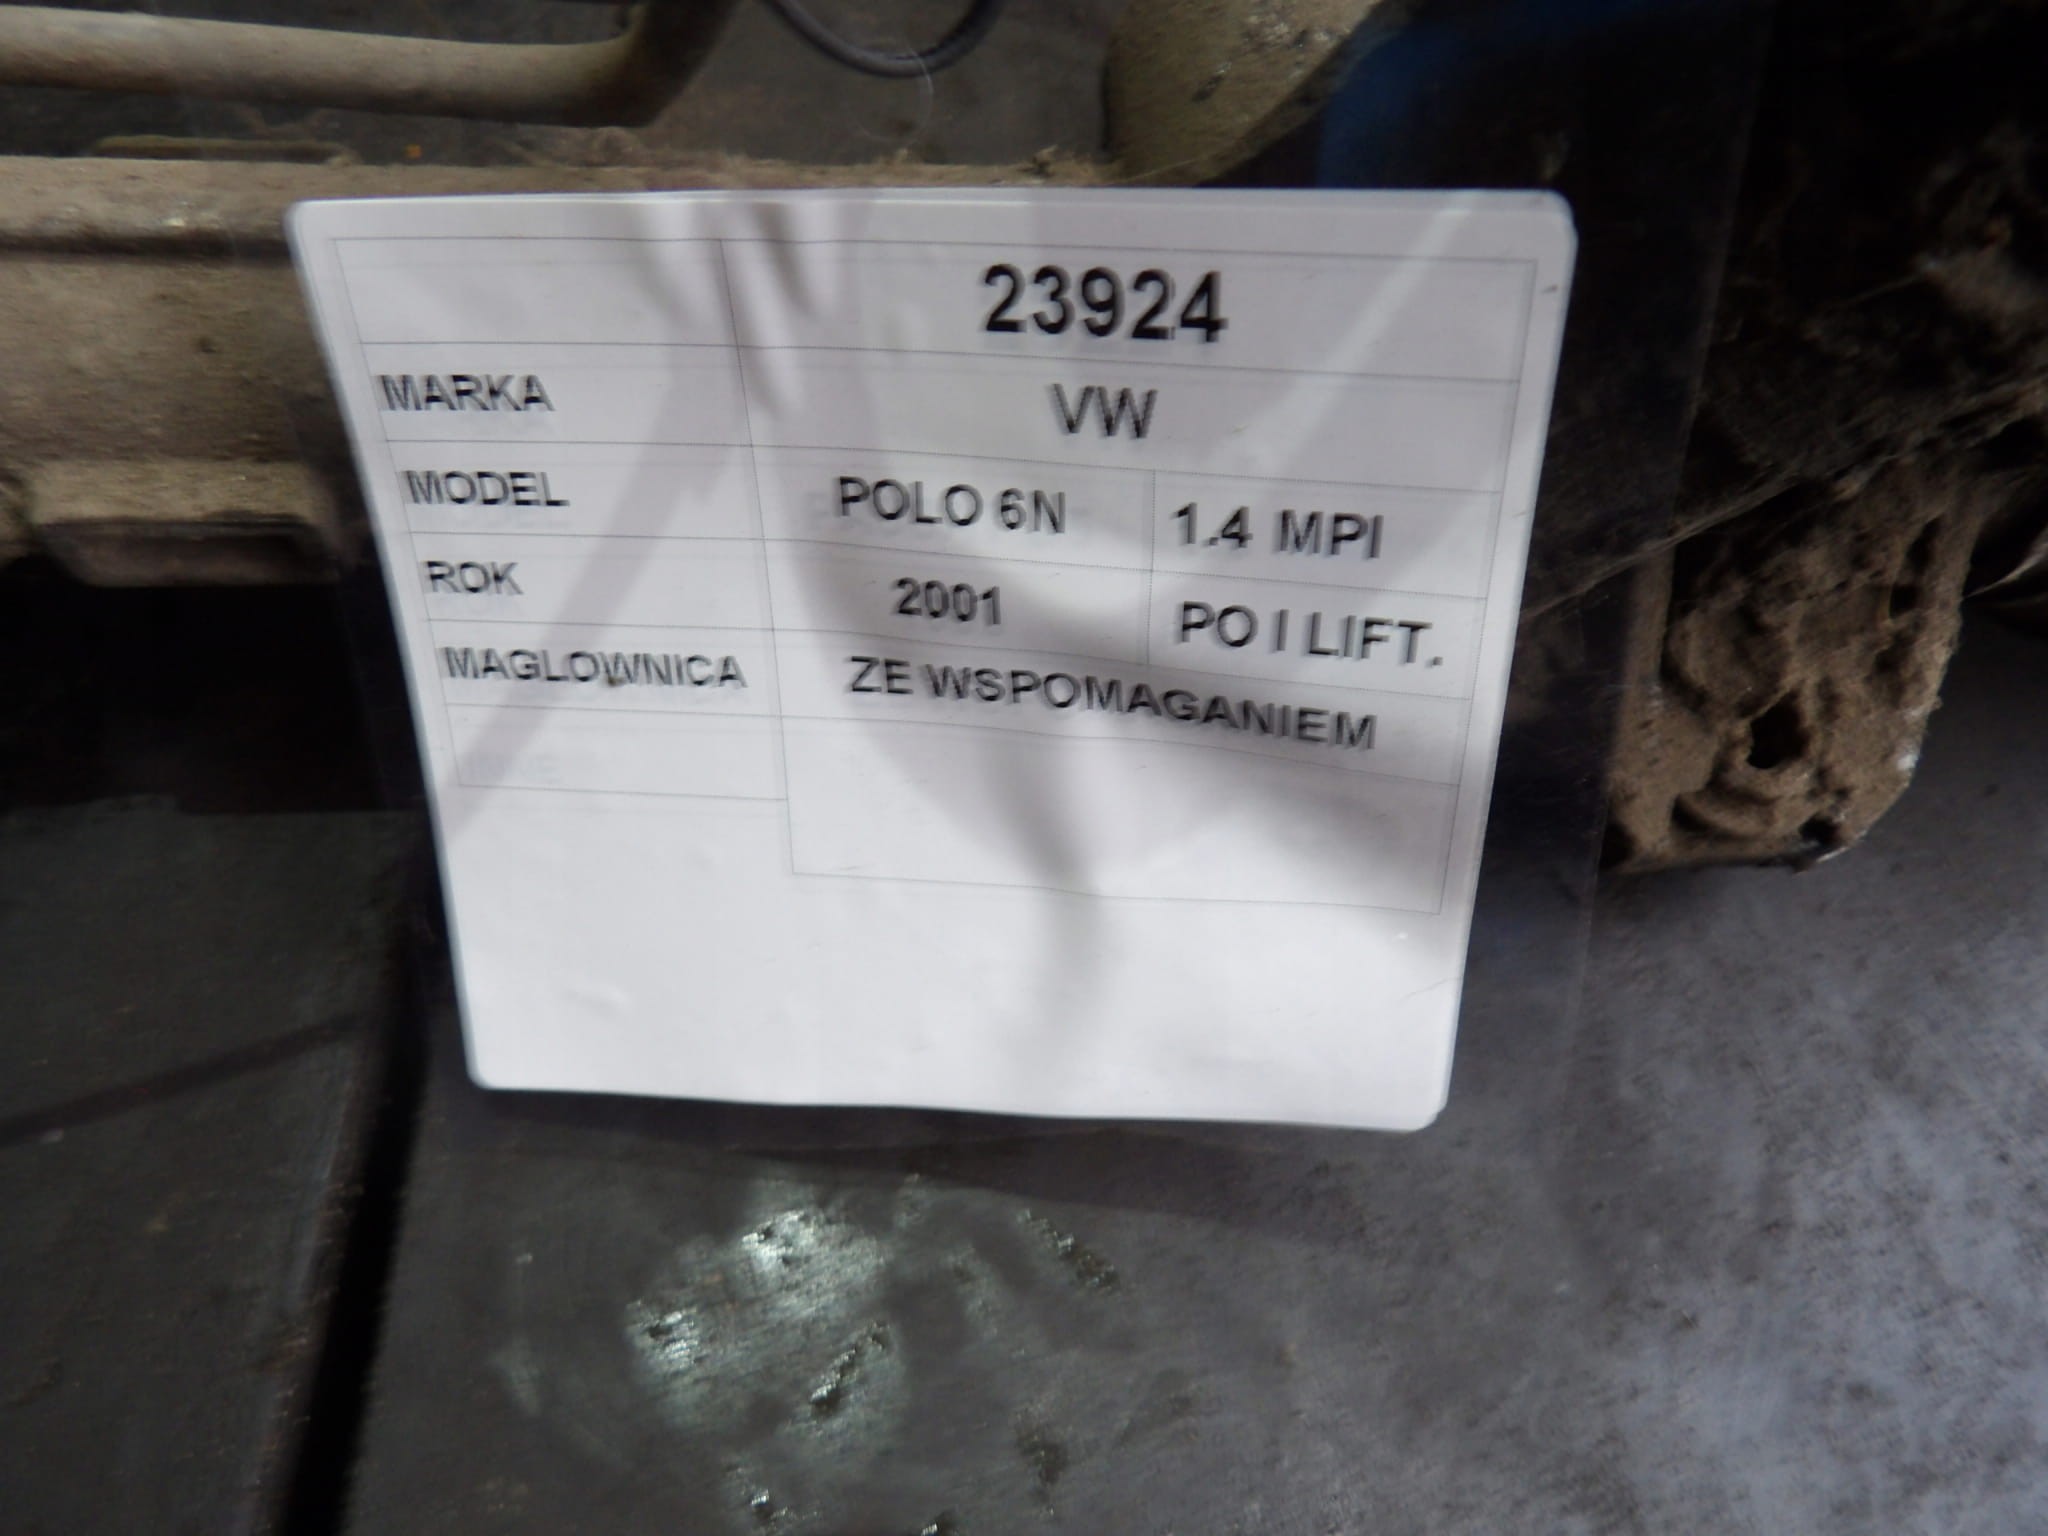 23924
MARKA VW
MODEL POLO 6N 1.4 MPI
ROK 2001 PO I LIFT.
MAGLOWNICA ZE WSPOMAGANIEM